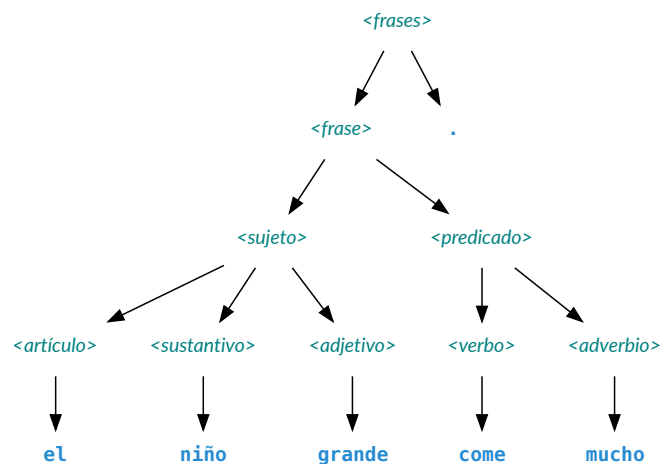 <frases>
<frase> .
<sujeto> <predicado>
<artículo> <sustantivo> <adjetivo> <verbo> <adverbio>
el niño grande come mucho